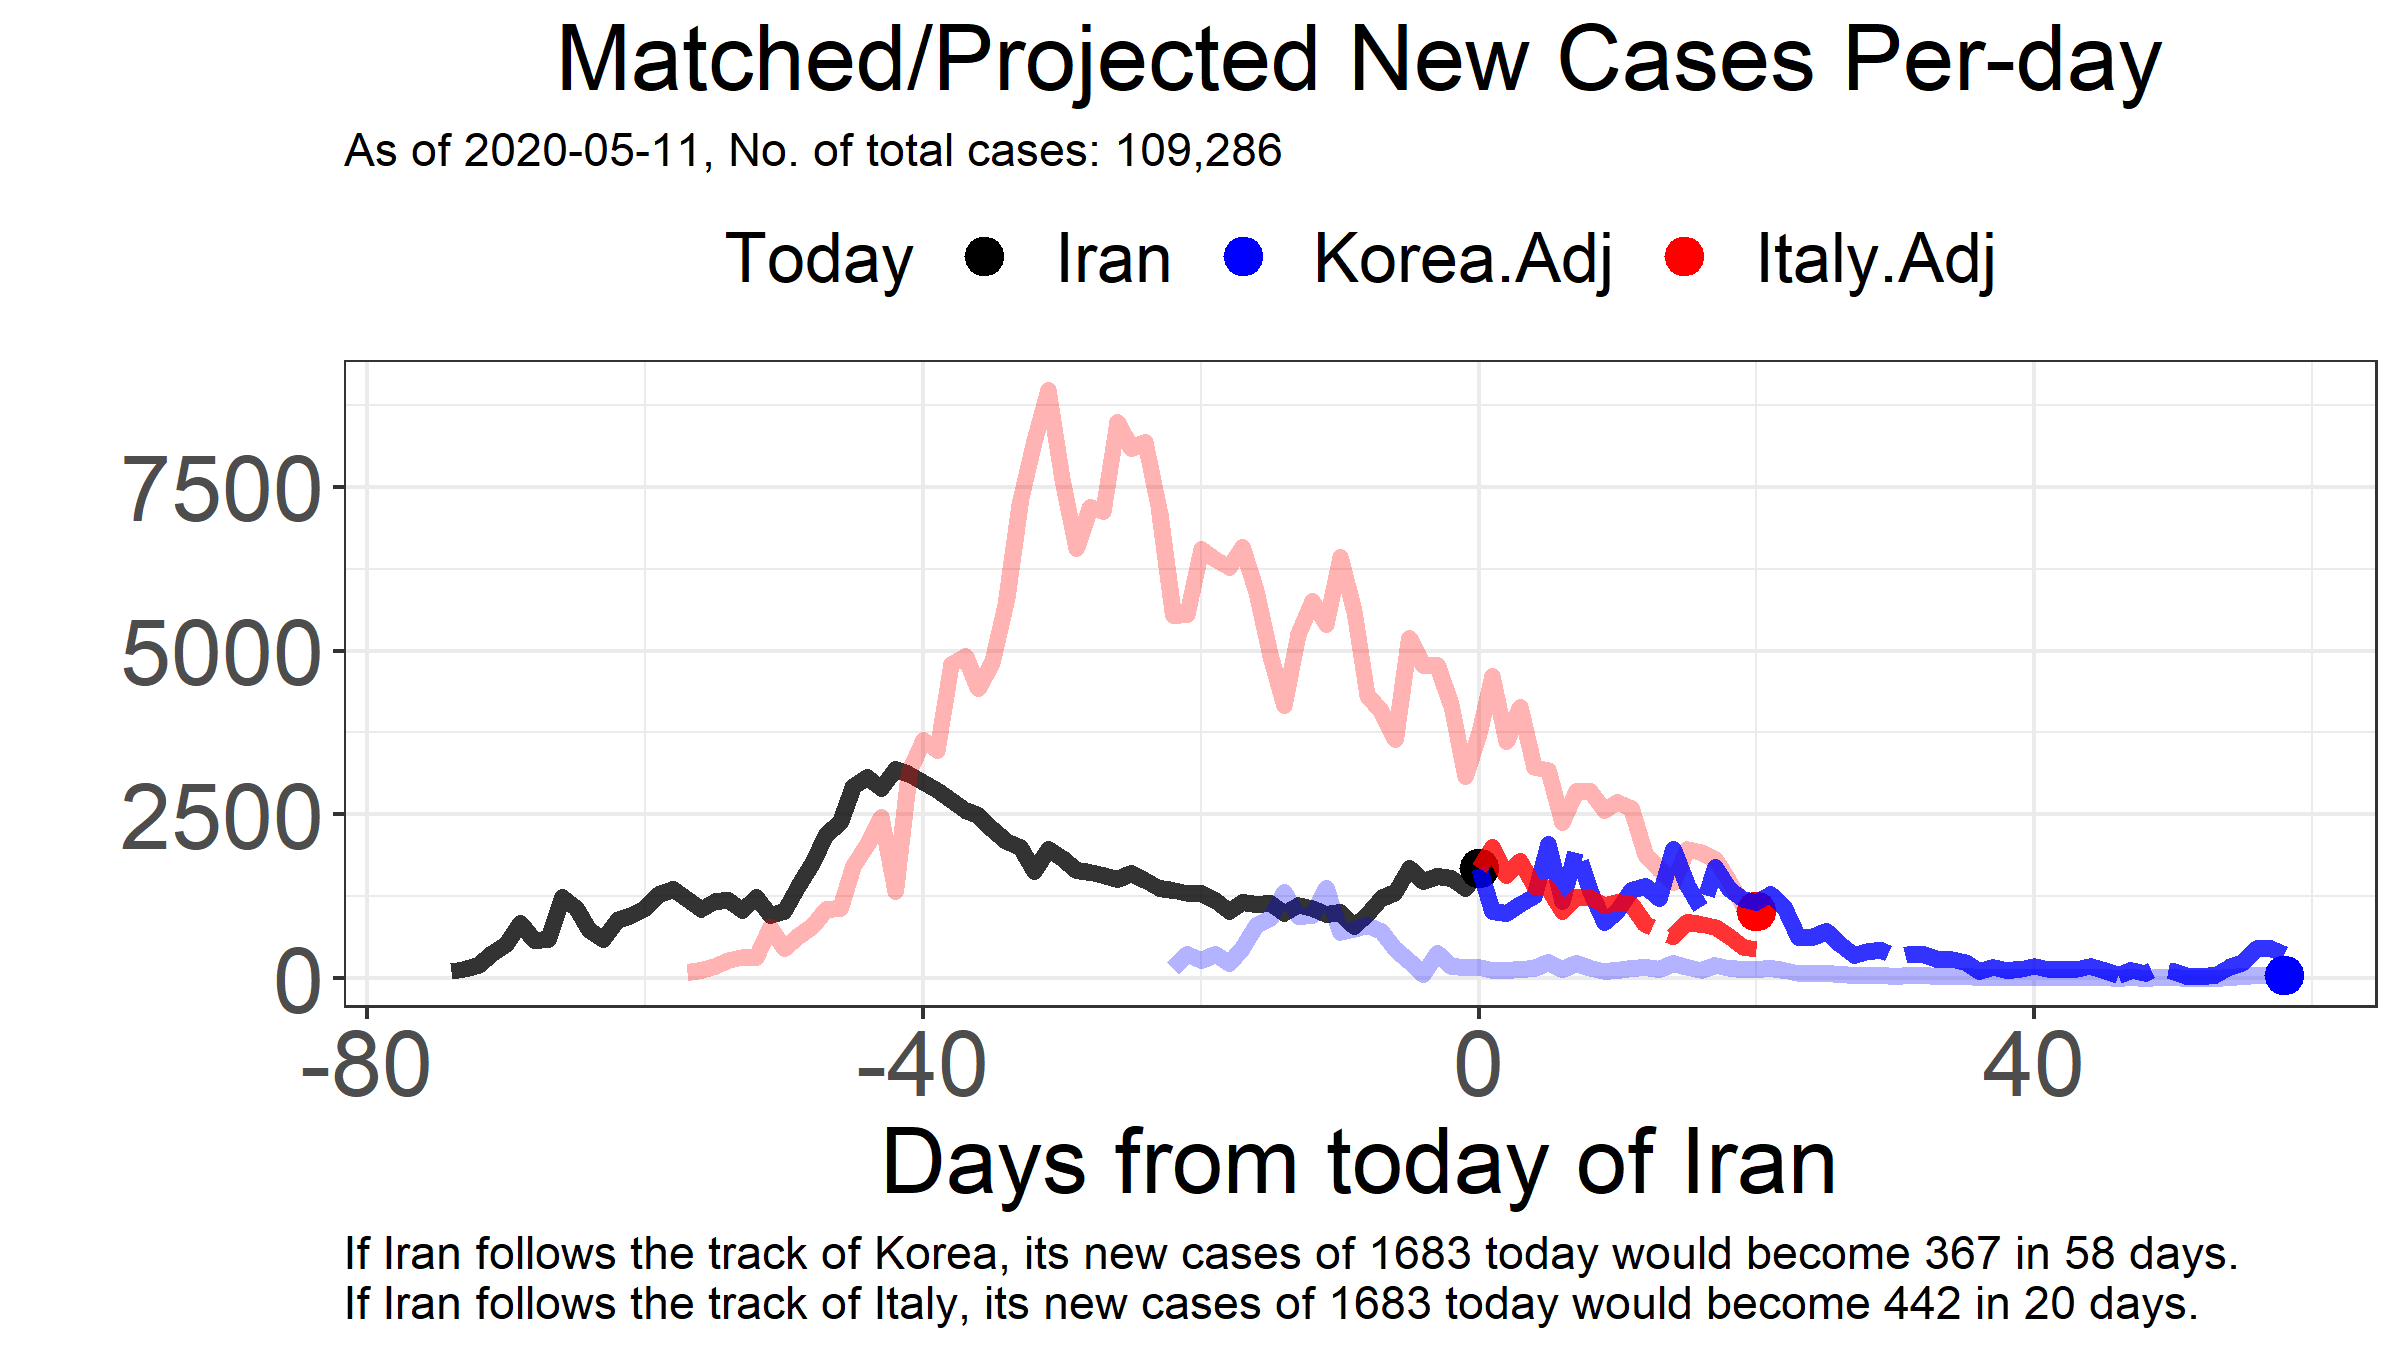 Matched/Projected New Cases Per-day
As of 2020-05-11, No. of total cases: 109,286
Today Iran Korea.Adj Italy.Adj
7500
5000
2500
0
-80 -40 0 40
Days from today of Iran
If Iran follows the track of Korea, its new cases of 1683 today would become 367 in 58 days.
If Iran follows the track of Italy, its new cases of 1683 today would become 442 in 20 days.